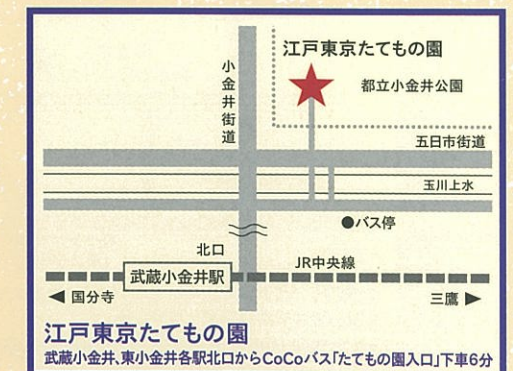 江戸東京たてもの園
小金井街道
都立小金井公園
五日市街道
玉川上水
●バス停
北口
JR中央線
武蔵小金井駅
◀ 国分寺
三鷹 ▶
江戸東京たてもの園
武蔵小金井、東小金井各駅北口からCoCoバス「たてもの園入口」下車6分